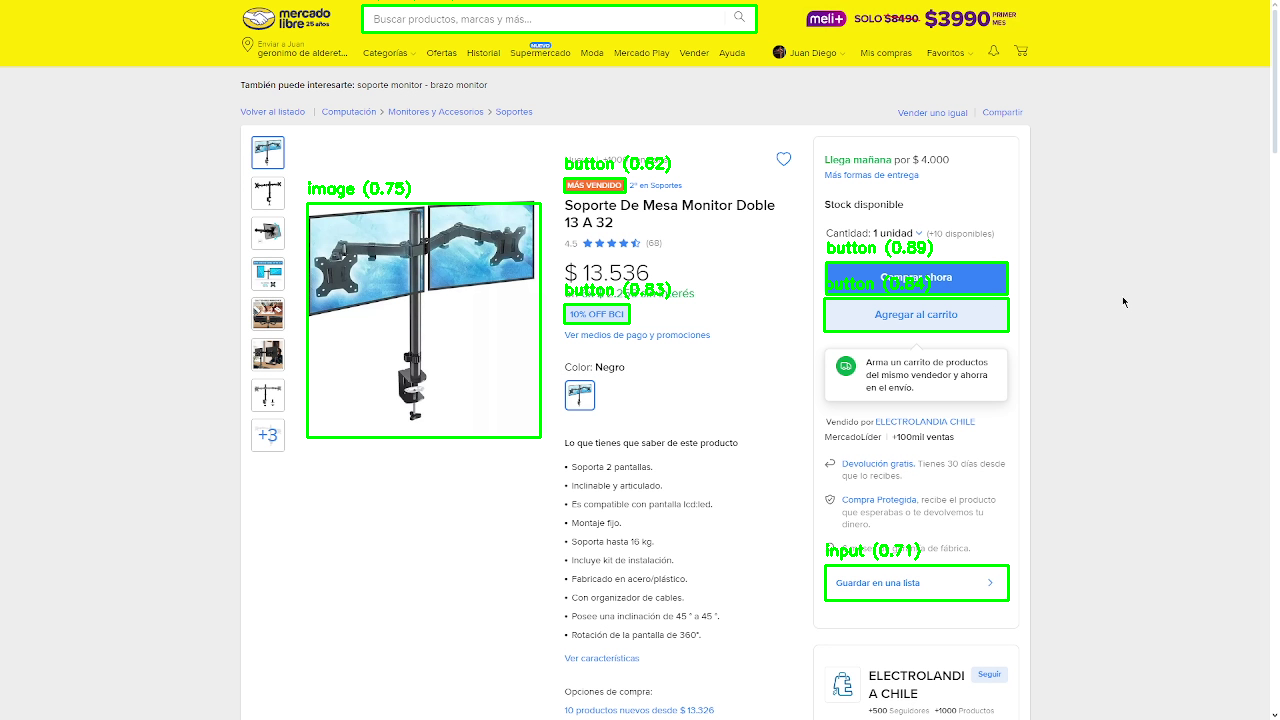 mercado
libre 25 años
Buscar productos, marcas y más...
meli+ SOLO $8490 $3990 PRIMER MES
Enviar a Juan
geronimo de alderet...
Categorías
Ofertas
Historial
NUEVO
Supermercado
Moda
Mercado Play
Vender
Ayuda
Juan Diego
Mis compras
Favoritos
También puede interesarte: soporte monitor - brazo monitor
Volver al listado | Computación > Monitores y Accesorios > Soportes
Vender uno igual | Compartir
image (0.75)
+3
button (0.62)
MÁS VENDIDO 2º en Soportes
Soporte De Mesa Monitor Doble
13 A 32
4.5 (68)
$ 13.536
button (0.83)
10% OFF BCI
Ver medios de pago y promociones
Color: Negro
Lo que tienes que saber de este producto
• Soporta 2 pantallas.
• Inclinable y articulado.
• Es compatible con pantalla lcd:led.
• Montaje fijo.
• Soporta hasta 16 kg.
• Incluye kit de instalación.
• Fabricado en acero/plástico.
• Con organizador de cables.
• Posee una inclinación de 45 ° a 45 °.
• Rotación de la pantalla de 360°.
Ver características
Opciones de compra:
10 productos nuevos desde $ 13.326
Llega mañana por $ 4.000
Más formas de entrega
Stock disponible
Cantidad: 1 unidad (+10 disponibles)
button (0.89)
Comprar ahora
Agregar al carrito
Arma un carrito de productos
del mismo vendedor y ahorra
en el envío.
Vendido por ELECTROLANDIA CHILE
MercadoLíder | +100mil ventas
Devolución gratis. Tienes 30 días desde
que lo recibes.
Compra Protegida, recibe el producto
que esperabas o te devolvemos tu
dinero.
input (0.71)
de fábrica.
Guardar en una lista
ELECTROLANDI
A CHILE
Seguir
+500 Seguidores +1000 Productos